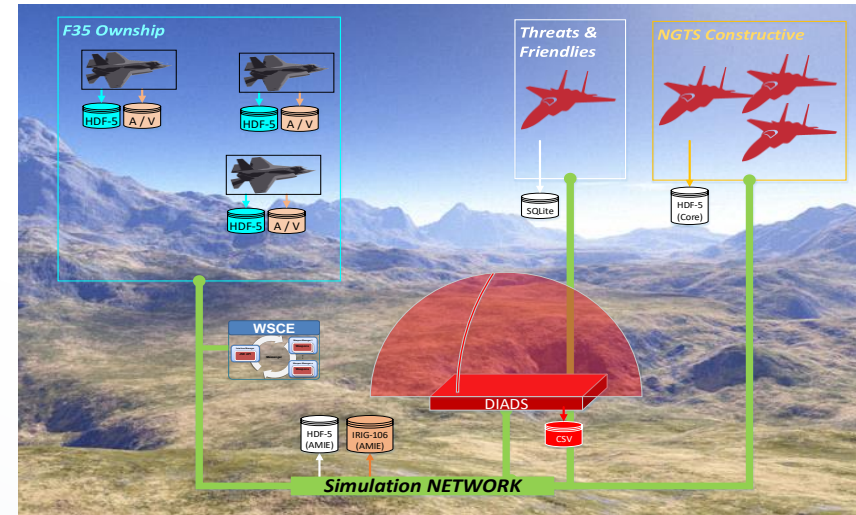 F35 Ownship
Threats &
Friendlies
NGTS Constructive
HDF-5
A / V
HDF-5
A / V
HDF-5
A / V
SQLite
HDF-5
(Core)
WSCE
DIADS
CSV
HDF-5
(AMIE)
IRIG-106
(AMIE)
Simulation NETWORK